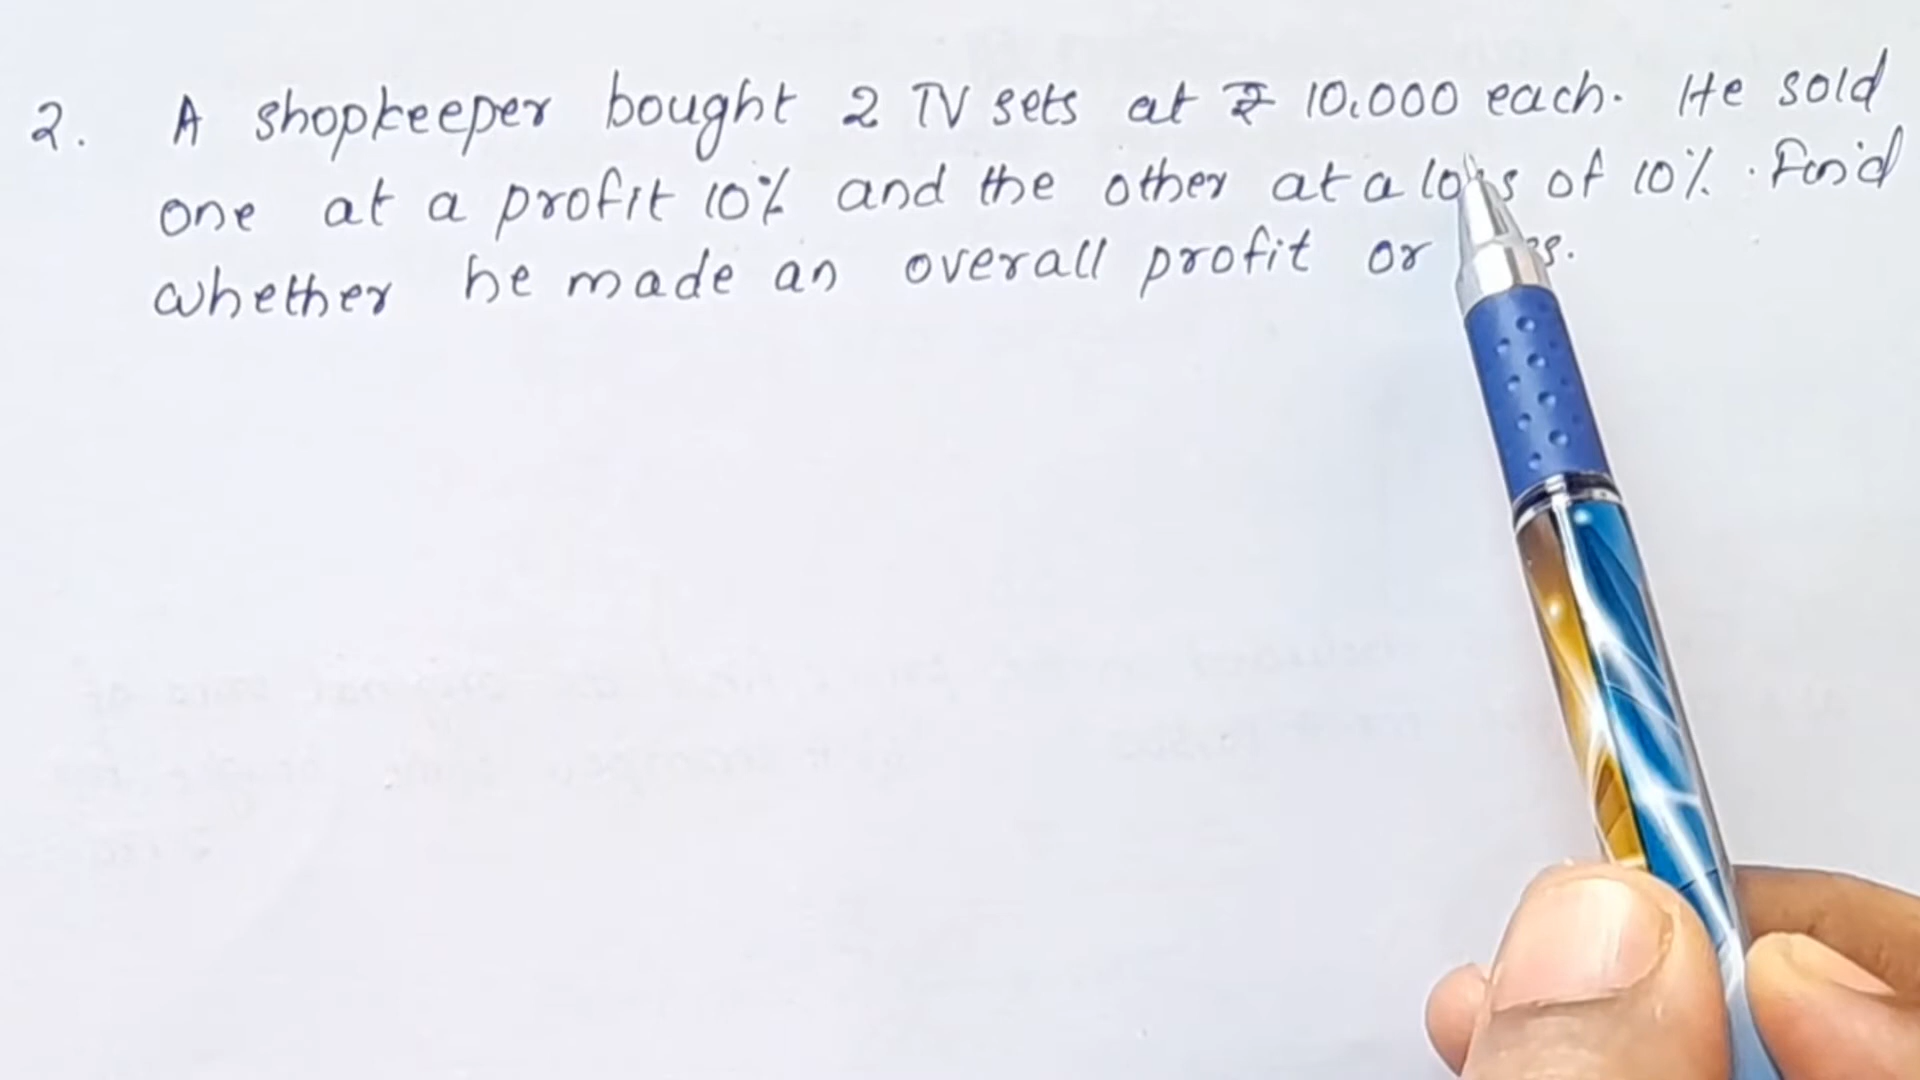 2. A shopkeeper bought 2 TV sets at ₹ 10,000 each. He sold
one at a profit 10% and the other at a loss of 10%. Find
whether he made an overall profit or